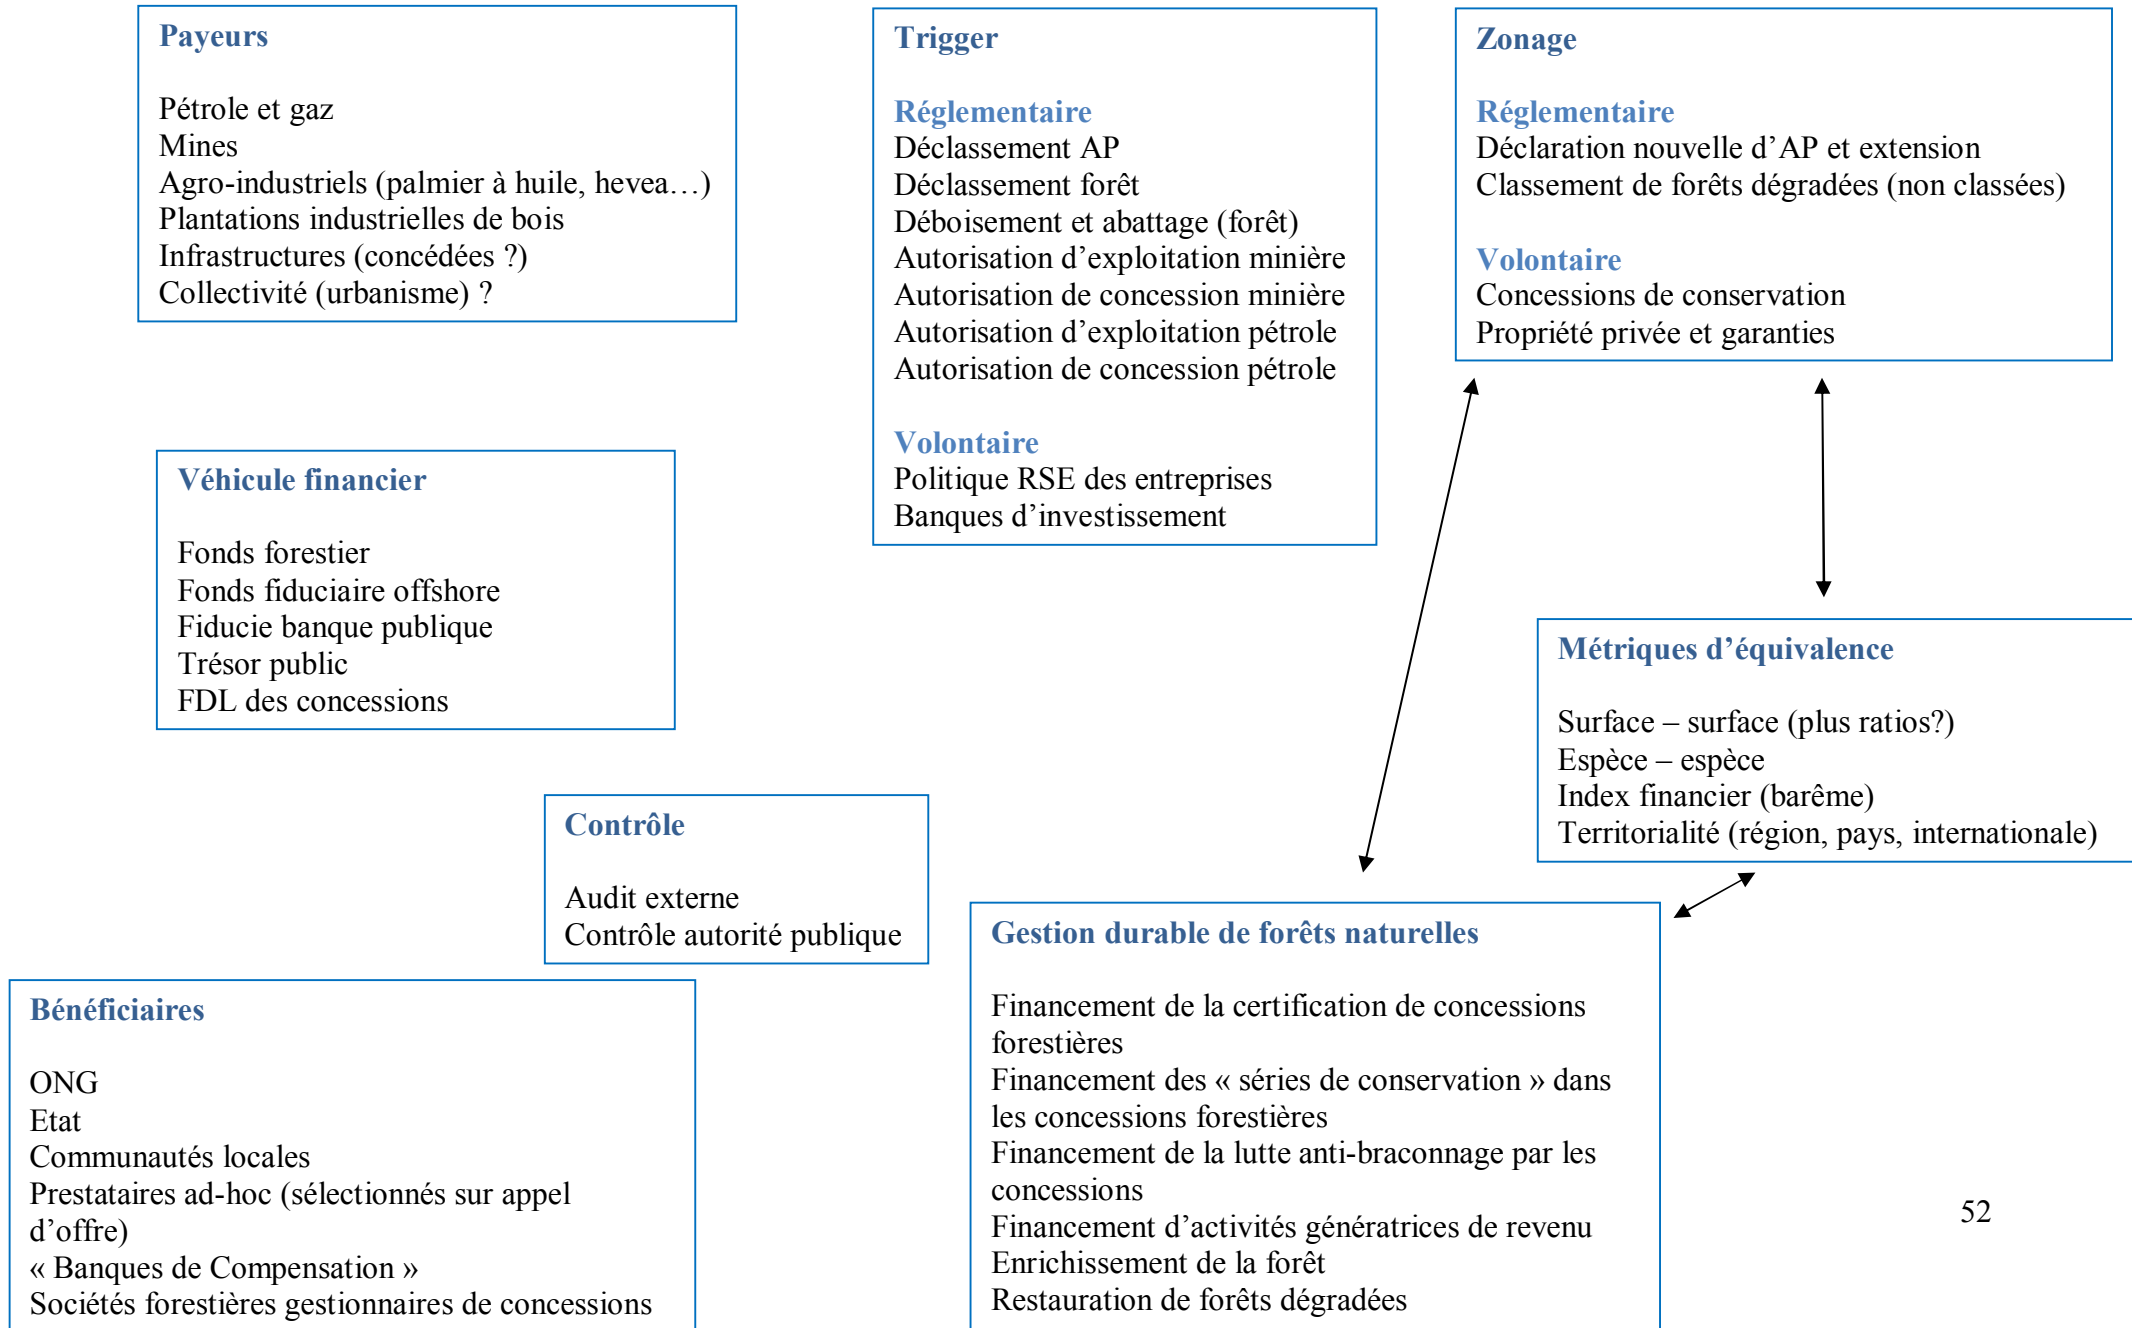 Payeurs
Pétrole et gaz
Mines
Agro-industriels (palmier à huile, hevea…)
Plantations industrielles de bois
Infrastructures (concédées ?)
Collectivité (urbanisme) ?
Trigger
Réglementaire
Déclassement AP
Déclassement forêt
Déboisement et abattage (forêt)
Autorisation d’exploitation minière
Autorisation de concession minière
Autorisation d’exploitation pétrole
Autorisation de concession pétrole
Volontaire
Politique RSE des entreprises
Banques d’investissement
Zonage
Réglementaire
Déclaration nouvelle d’AP et extension
Classement de forêts dégradées (non classées)
Volontaire
Concessions de conservation
Propriété privée et garanties
Véhicule financier
Fonds forestier
Fonds fiduciaire offshore
Fiducie banque publique
Trésor public
FDL des concessions
Métriques d’équivalence
Surface – surface (plus ratios?)
Espèce – espèce
Index financier (barême)
Territorialité (région, pays, internationale)
Contrôle
Audit externe
Contrôle autorité publique
Bénéficiaires
ONG
Etat
Communautés locales
Prestataires ad-hoc (sélectionnés sur appel
d’offre)
« Banques de Compensation »
Sociétés forestières gestionnaires de concessions
Gestion durable de forêts naturelles
Financement de la certification de concessions
forestières
Financement des « séries de conservation » dans
les concessions forestières
Financement de la lutte anti-braconnage par les
concessions
Financement d’activités génératrices de revenu
Enrichissement de la forêt
Restauration de forêts dégradées
52